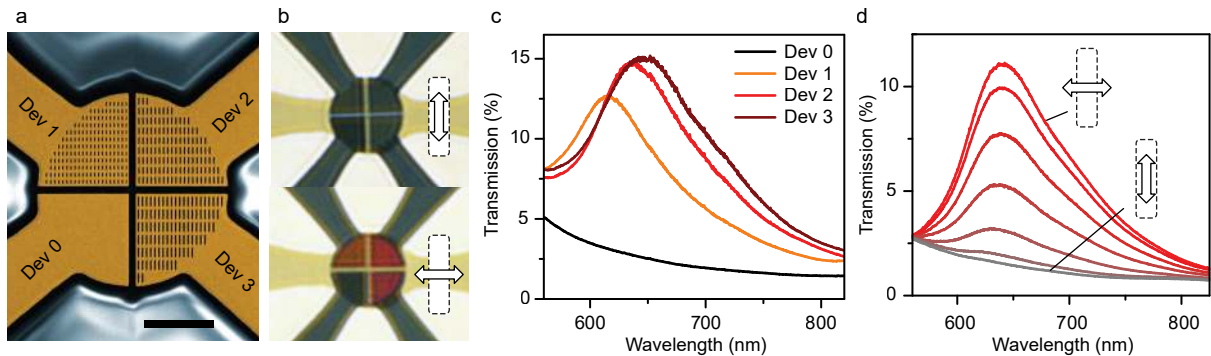 a
b
c
d
Dev 1
Dev 2
Dev 0
Dev 3
15
10
5
0
Transmission (%)
600
700
800
Wavelength (nm)
Dev 0
Dev 1
Dev 2
Dev 3
10
5
0
Transmission (%)
600
700
800
Wavelength (nm)